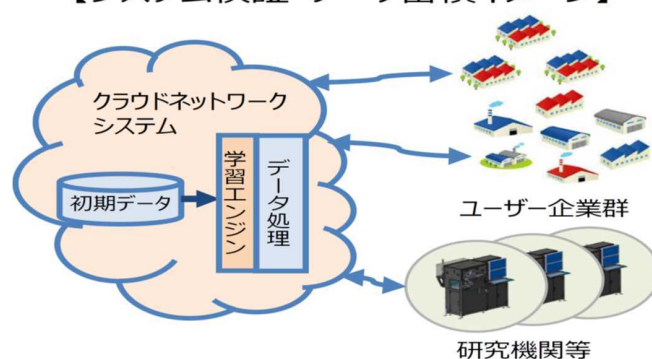 クラウドネットワーク
システム
初期データ
学習エンジン
データ処理
ユーザー企業群
研究機関等